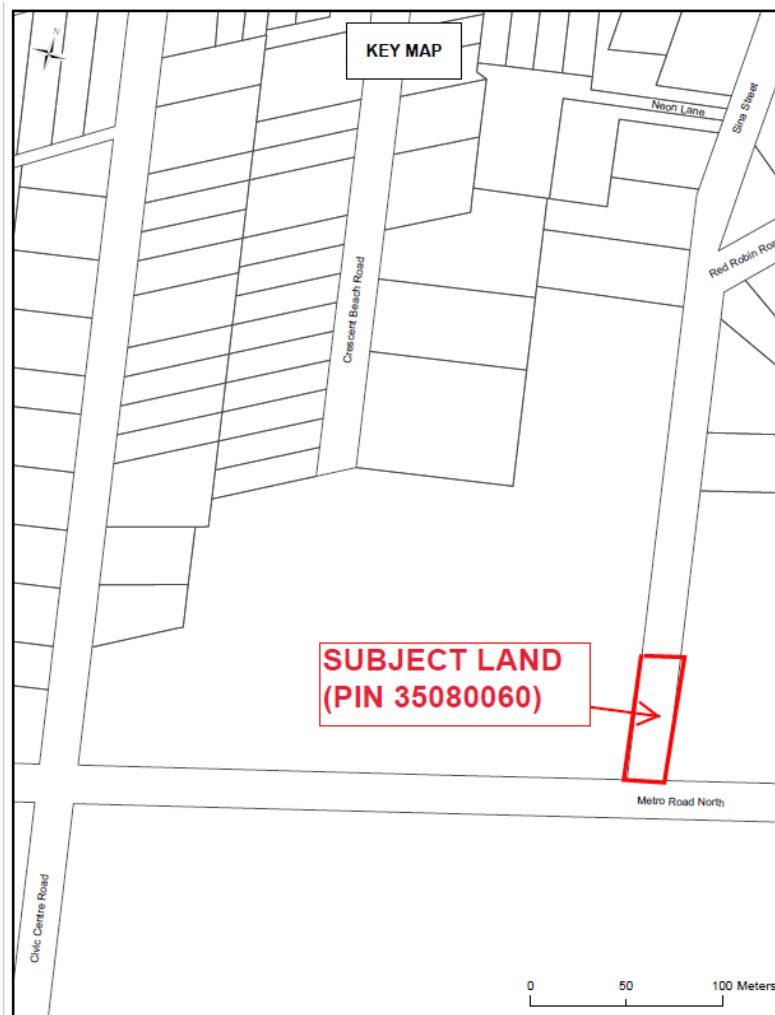 N
KEY MAP
Neon Lane
Sina Street
Red Robin Roa
Crescent Beach Road
SUBJECT LAND
(PIN 35080060)
Metro Road North
Civic Centre Road
0 50 100 Meters